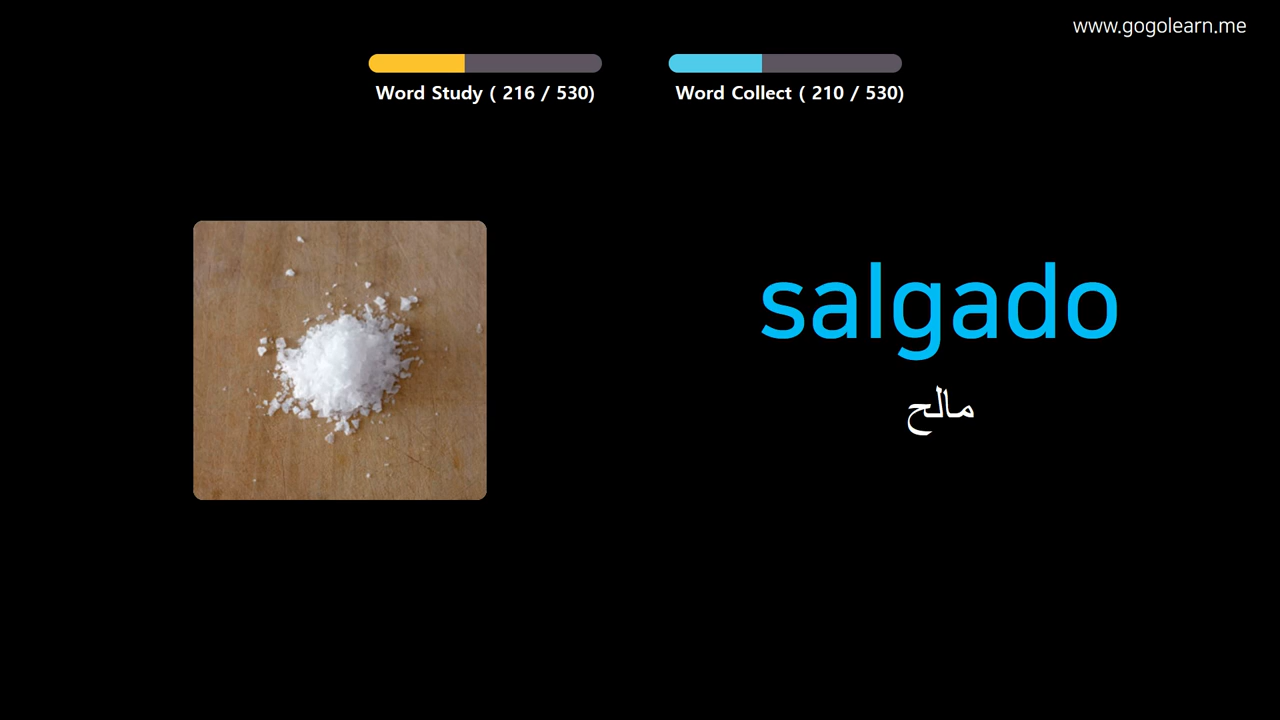 www.gogolearn.me
Word Study ( 216 / 530)
Word Collect ( 210 / 530)
salgado
مالح